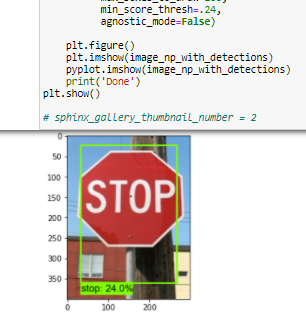 min_score_thresh=.24,
agnostic_mode=False)
plt.figure()
plt.imshow(image_np_with_detections)
pyplot.imshow(image_np_with_detections)
print('Done')
plt.show()
# sphinx_gallery_thumbnail_number = 2
0
50
100
150
200
250
300
350
STOP
stop: 24.0%
0
100
200